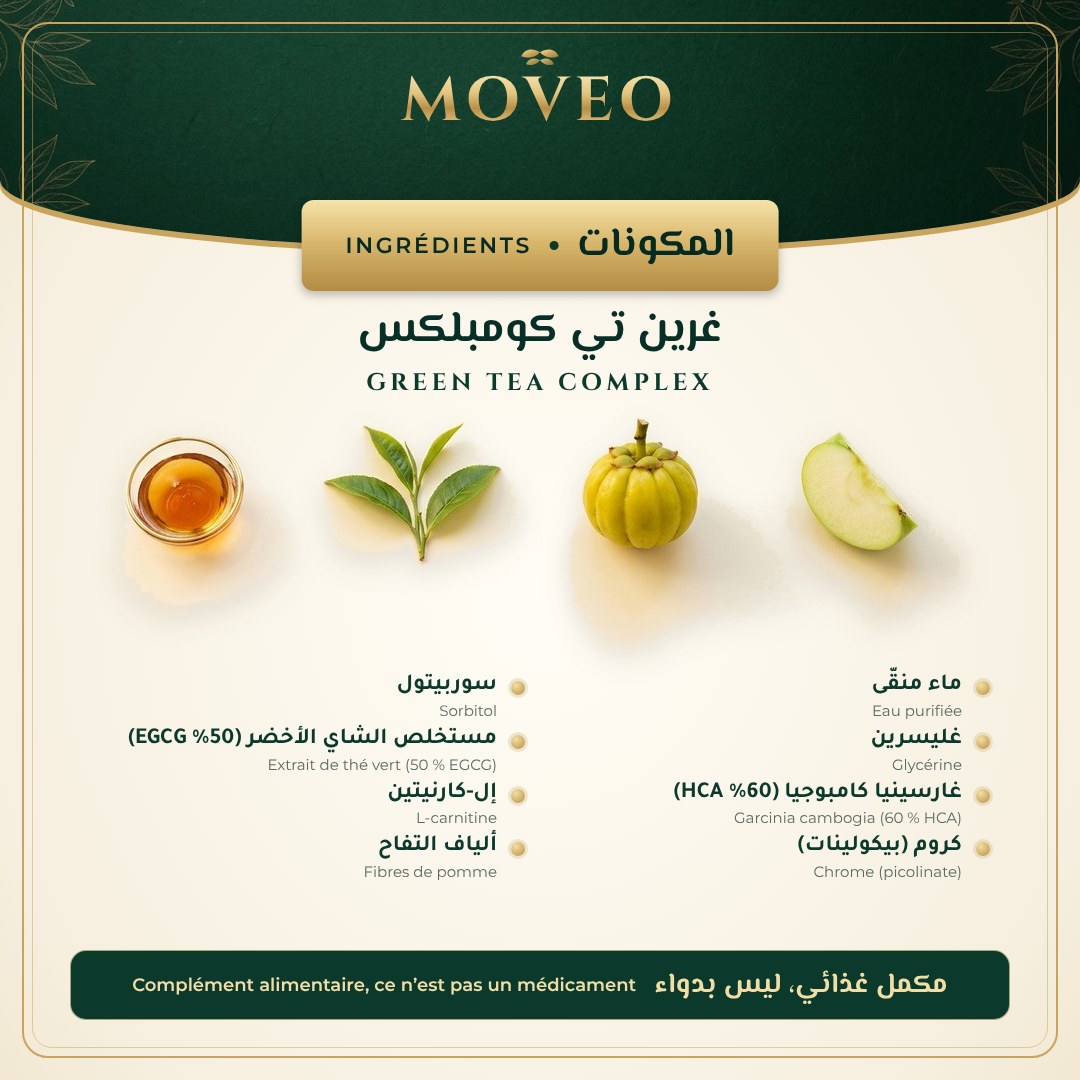 MOVEO
المكونات • INGRÉDIENTS
غرين تي كومبلكس
GREEN TEA COMPLEX
ماء منقّى
Eau purifiée
غليسرين
Glycérine
غارسينيا كامبوجيا (60% HCA)
Garcinia cambogia (60 % HCA)
كروم (بيكولينات)
Chrome (picolinate)
سوربيتول
Sorbitol
مستخلص الشاي الأخضر (50% EGCG)
Extrait de thé vert (50 % EGCG)
إل-كارنيتين
L-carnitine
ألياف التفاح
Fibres de pomme
مكمل غذائي، ليس بدواء Complément alimentaire, ce n’est pas un médicament